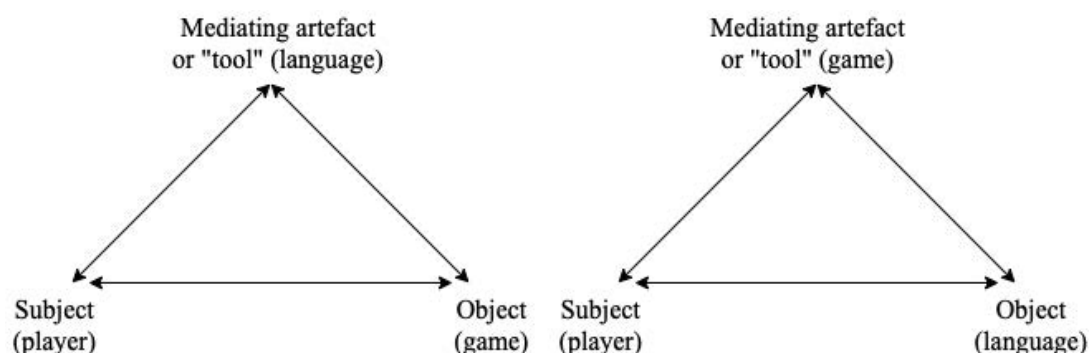 Mediating artefact
or "tool" (language)
Subject
(player)
Object
(game)
Mediating artefact
or "tool" (game)
Subject
(player)
Object
(language)